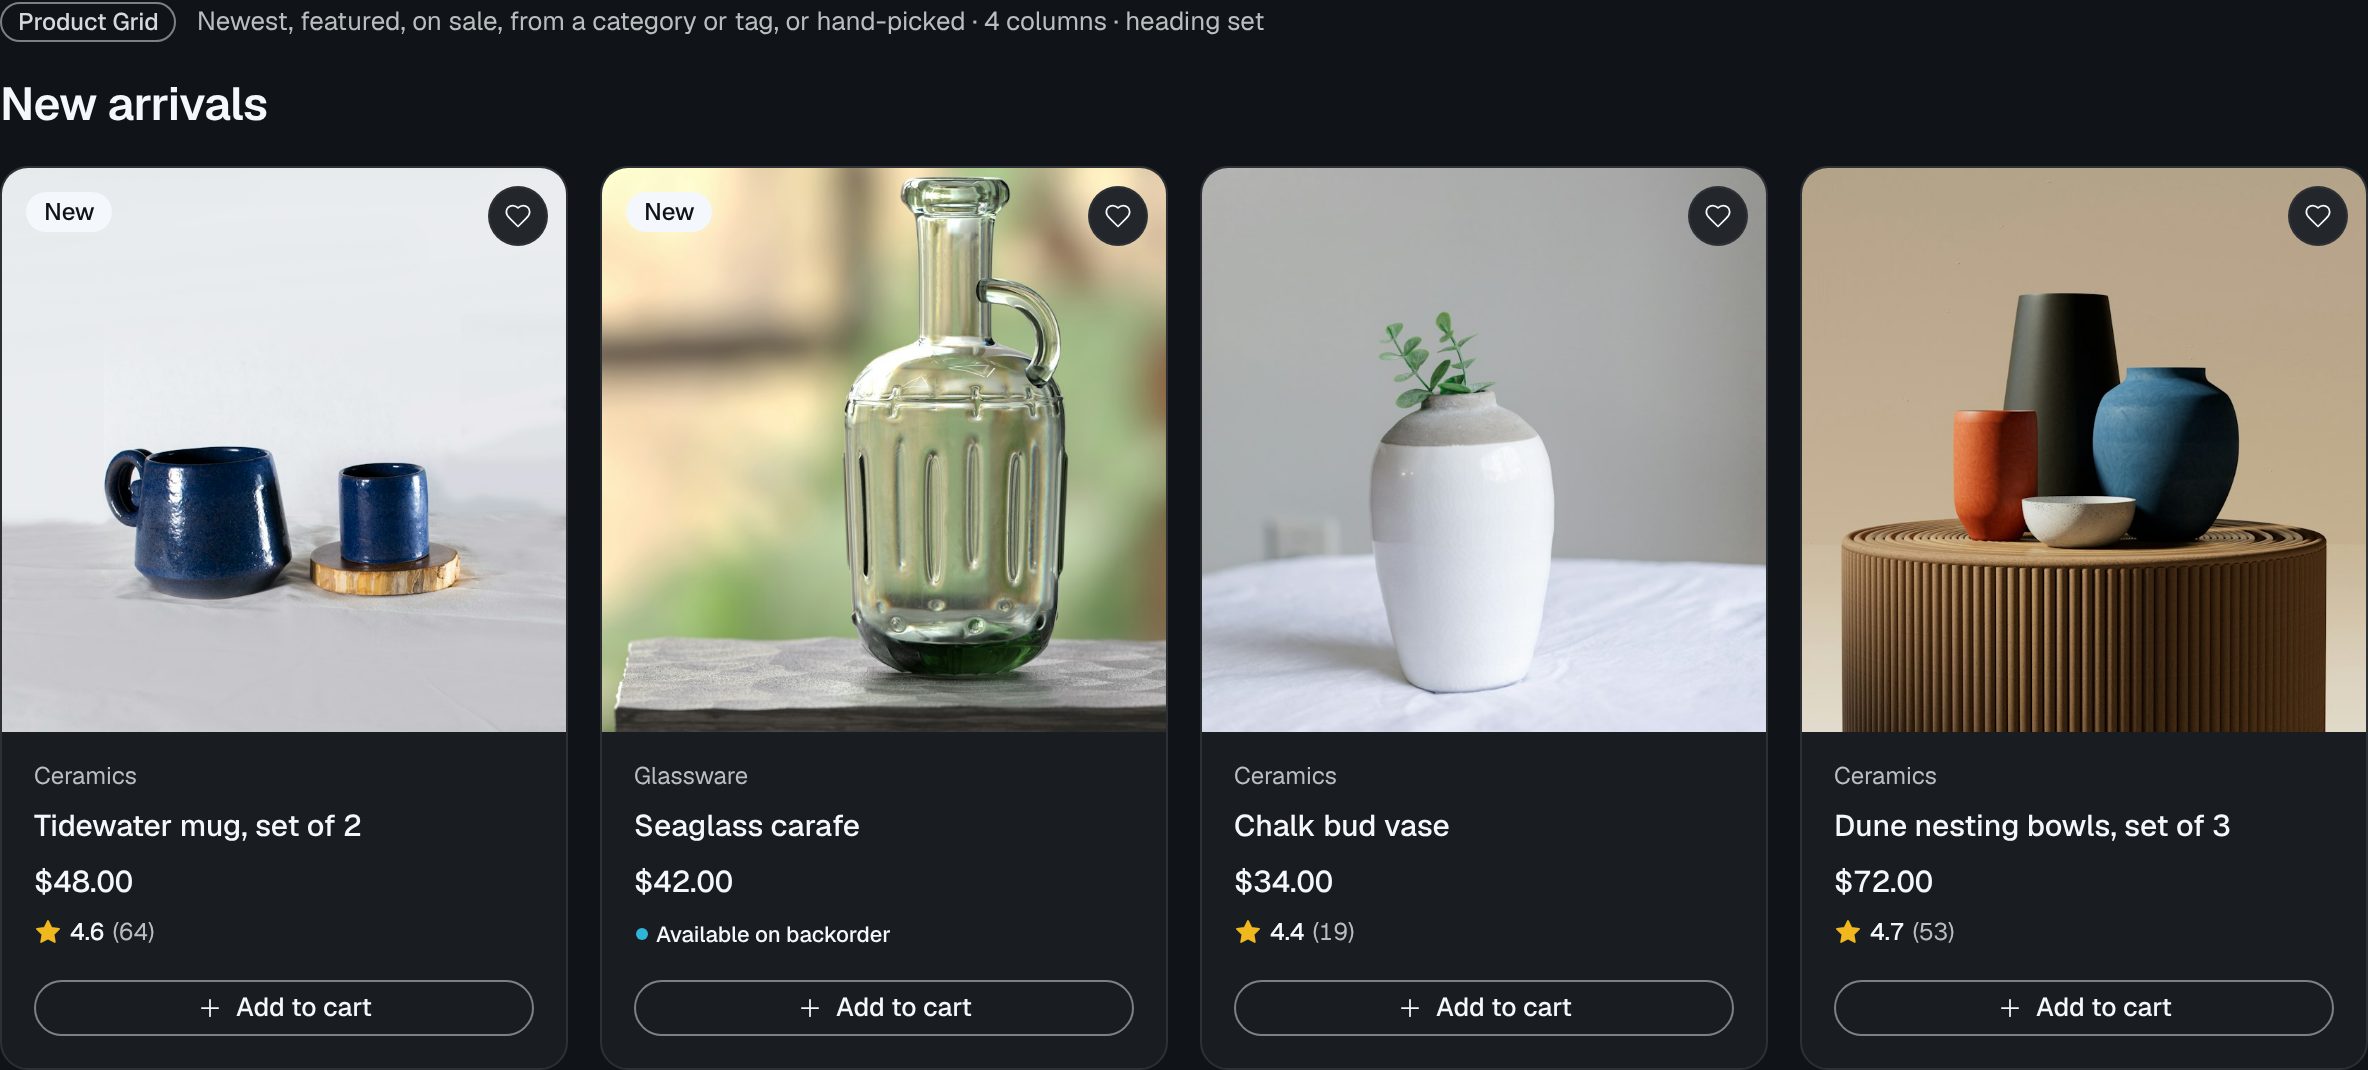 Product Grid Newest, featured, on sale, from a category or tag, or hand-picked · 4 columns · heading set
New arrivals
New
New
Ceramics
Tidewater mug, set of 2
$48.00
4.6 (64)
Add to cart
Glassware
Seaglass carafe
$42.00
Available on backorder
Add to cart
Ceramics
Chalk bud vase
$34.00
4.4 (19)
Add to cart
Ceramics
Dune nesting bowls, set of 3
$72.00
4.7 (53)
Add to cart